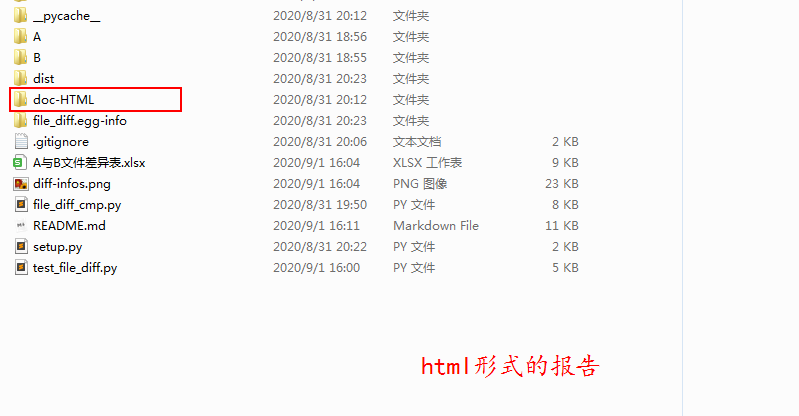 __pycache__ 2020/8/31 20:12 文件夹
A 2020/8/31 18:56 文件夹
B 2020/8/31 18:55 文件夹
dist 2020/8/31 20:23 文件夹
doc-HTML 2020/8/31 20:12 文件夹
file_diff.egg-info 2020/8/31 20:23 文件夹
.gitignore 2020/8/31 20:06 文本文档 2 KB
A与B文件差异表.xlsx 2020/9/1 16:04 XLSX 工作表 9 KB
diff-infos.png 2020/9/1 16:04 PNG 图像 23 KB
file_diff_cmp.py 2020/8/31 19:50 PY 文件 8 KB
README.md 2020/9/1 16:11 Markdown File 11 KB
setup.py 2020/8/31 20:22 PY 文件 2 KB
test_file_diff.py 2020/9/1 16:00 PY 文件 5 KB
html形式的报告